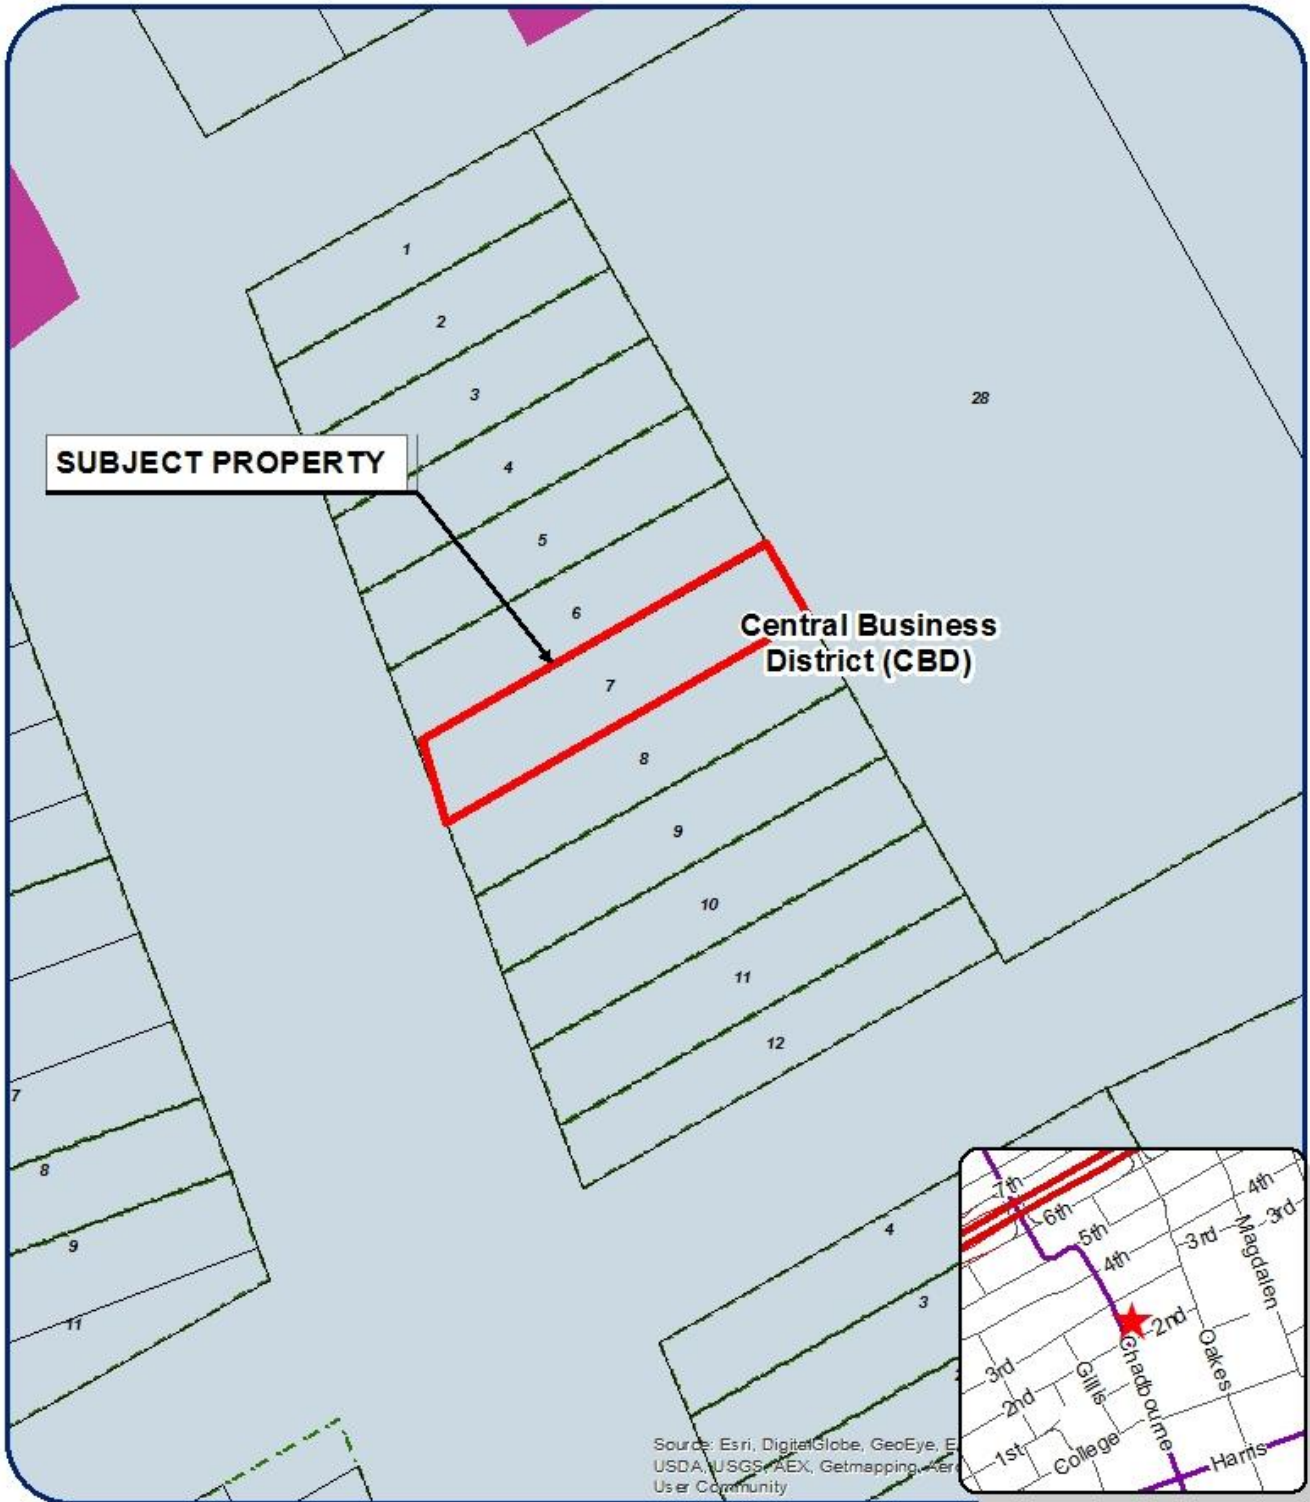 1
2
3
28
SUBJECT PROPERTY
4
5
6
Central Business
District (CBD)
7
8
9
10
11
12
7
8
9
11
4
3
7th
6th
5th
4th
4th
3rd
3rd
Magdalen
2nd
Oakes
Chadbourne
Gillis
3rd
2nd
1st
College
Harris
Source: Esri, DigitalGlobe, GeoEye, E
USDA, USGS, AEX, Getmapping, Aero
User Community